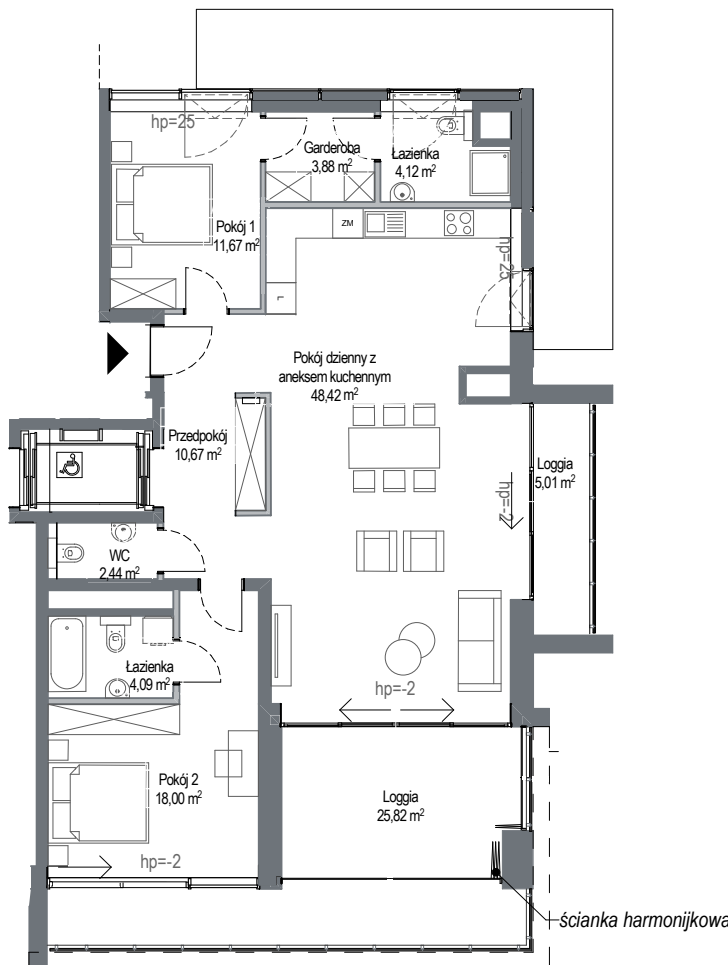 hp=25
Garderoba
3,88 m²
Łazienka
4,12 m²
Pokój 1
11,67 m²
ZM
hp=25
L
Pokój dzienny z
aneksem kuchennym
48,42 m²
Przedpokój
10,67 m²
Loggia
5,01 m²
hp=-2
WC
2,44 m²
Łazienka
4,09 m²
hp=-2
Pokój 2
18,00 m²
Loggia
25,82 m²
hp=-2
ścianka harmonijkowa